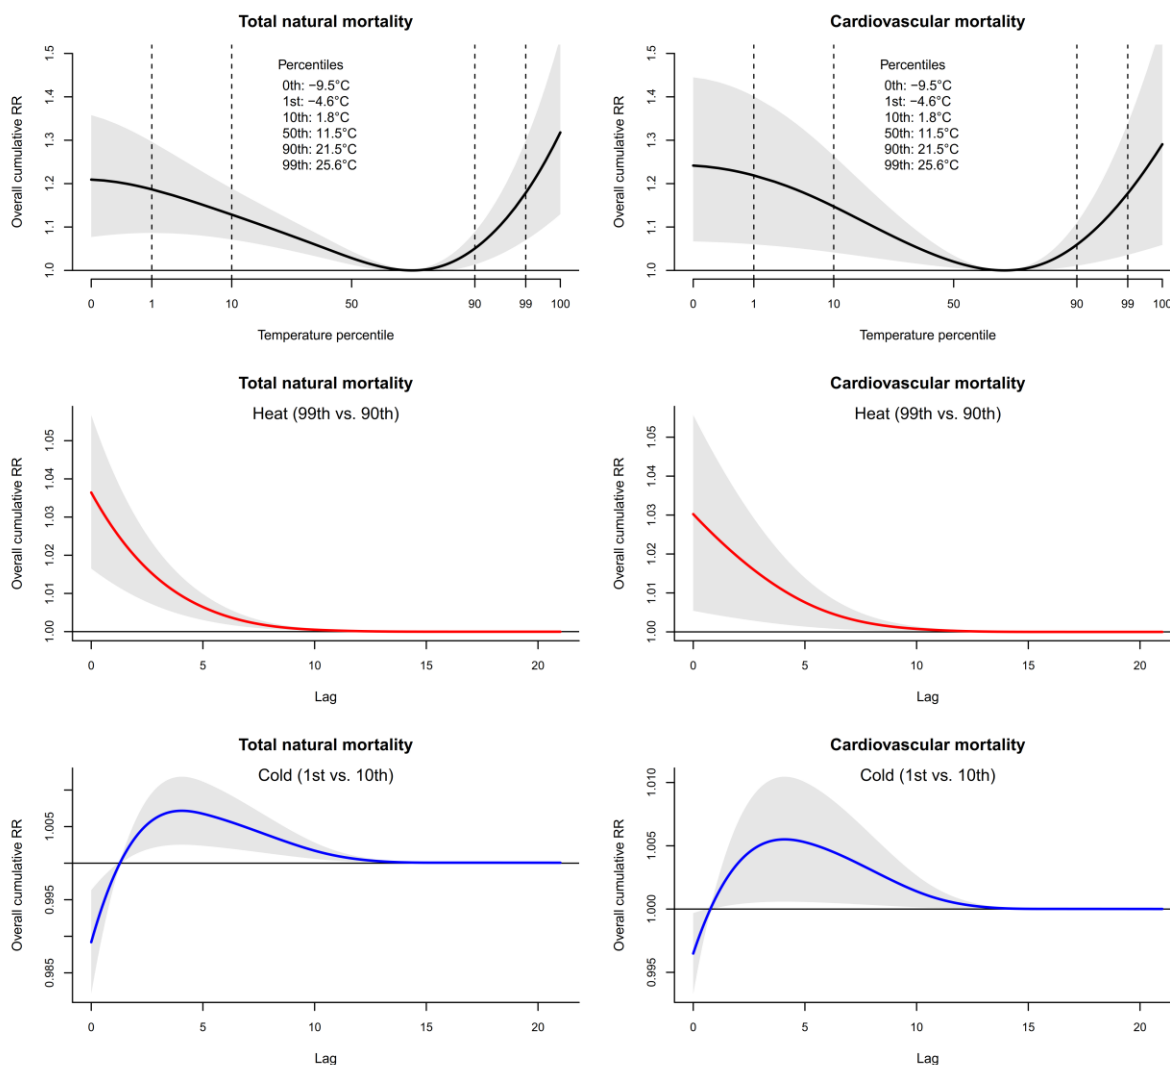 Total natural mortality
Overall cumulative RR
1.0
1.1
1.2
1.3
1.4
1.5
Percentiles
0th: −9.5°C
1st: −4.6°C
10th: 1.8°C
50th: 11.5°C
90th: 21.5°C
99th: 25.6°C
0 1 10 50 90 99 100
Temperature percentile
Cardiovascular mortality
Overall cumulative RR
1.0
1.1
1.2
1.3
1.4
1.5
Percentiles
0th: −9.5°C
1st: −4.6°C
10th: 1.8°C
50th: 11.5°C
90th: 21.5°C
99th: 25.6°C
0 1 10 50 90 99 100
Temperature percentile
Total natural mortality
Heat (99th vs. 90th)
Overall cumulative RR
1.00
1.01
1.02
1.03
1.04
1.05
0 5 10 15 20
Lag
Cardiovascular mortality
Heat (99th vs. 90th)
Overall cumulative RR
1.00
1.01
1.02
1.03
1.04
1.05
0 5 10 15 20
Lag
Total natural mortality
Cold (1st vs. 10th)
Overall cumulative RR
0.985
0.995
1.005
0 5 10 15 20
Lag
Cardiovascular mortality
Cold (1st vs. 10th)
Overall cumulative RR
0.995
1.000
1.005
1.010
0 5 10 15 20
Lag